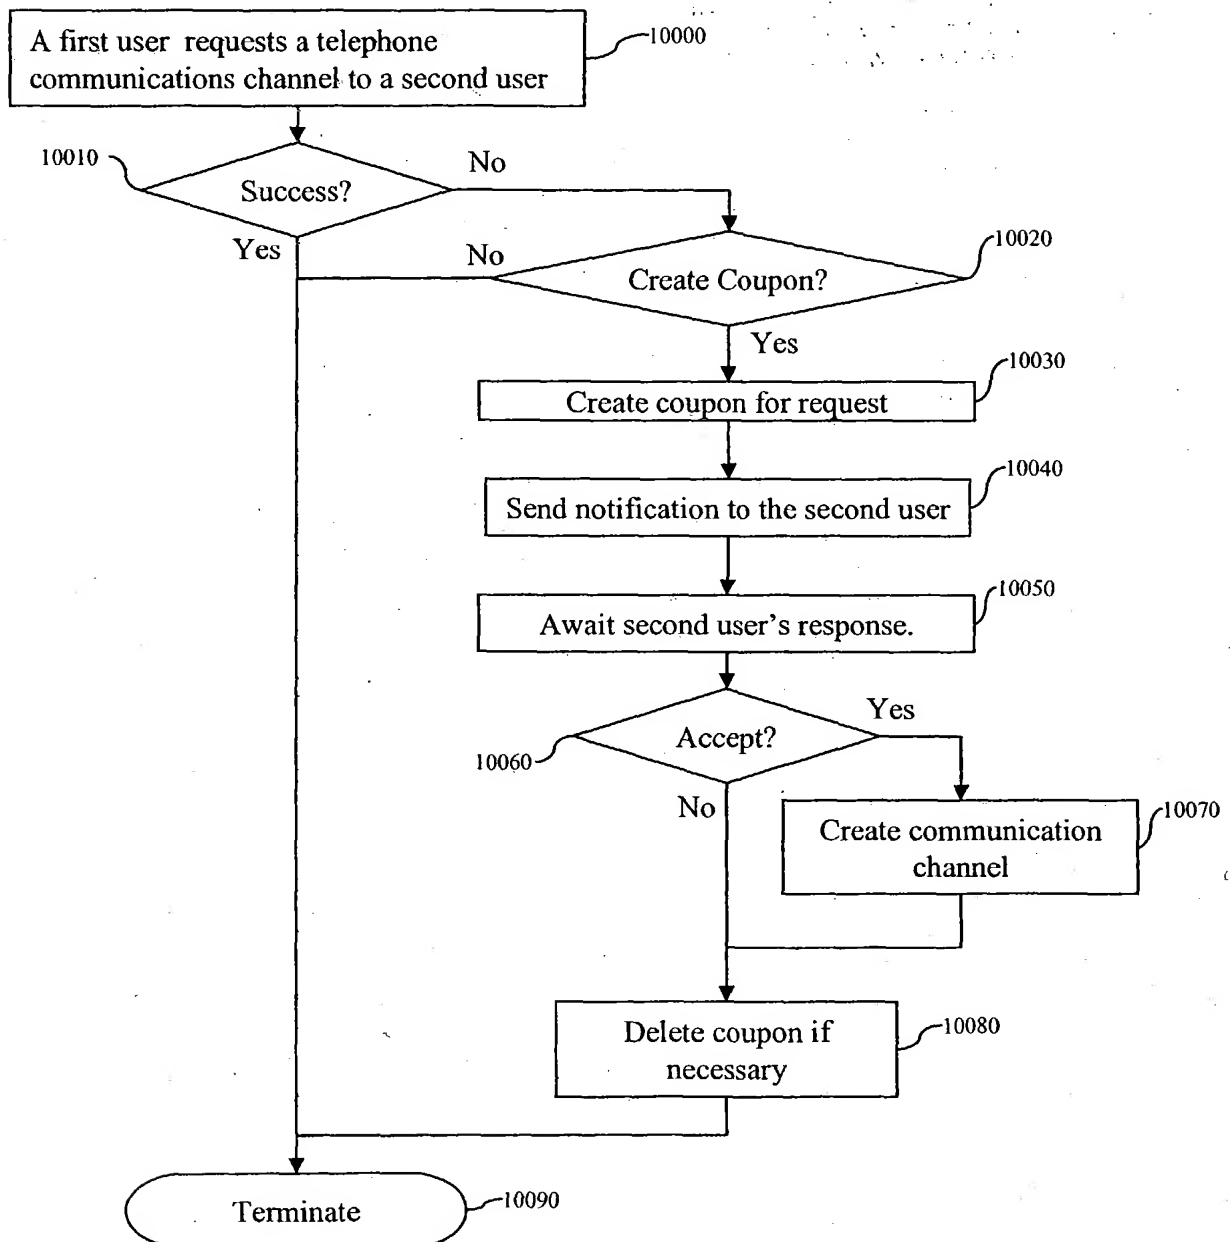 A first user requests a telephone
communications channel to a second user
10000
10010
Success?
No
Yes
No
Create Coupon?
10020
Yes
Create coupon for request
10030
Send notification to the second user
10040
Await second user's response.
10050
Accept?
10060
Yes
No
Create communication
channel
10070
Delete coupon if
necessary
10080
Terminate
10090